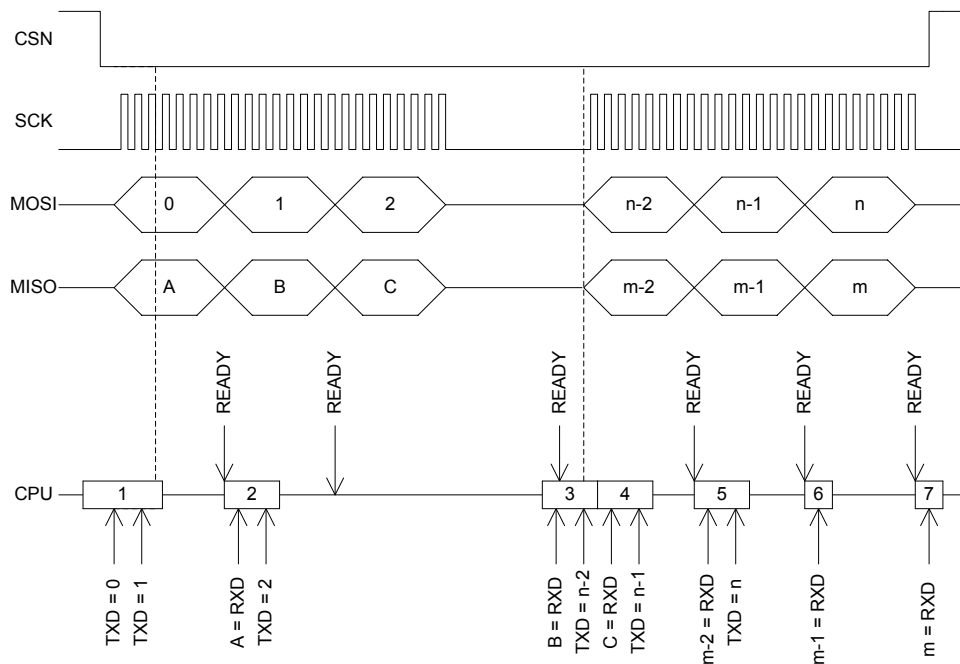 CSN
SCK
MOSI
0
1
2
n-2
n-1
n
MISO
A
B
C
m-2
m-1
m
READY
READY
READY
READY
READY
READY
CPU
1
2
3
4
5
6
7
TXD = 0
TXD = 1
A = RXD
TXD = 2
B = RXD
TXD = n-2
C = RXD
TXD = n-1
m-2 = RXD
TXD = n
m-1 = RXD
m = RXD